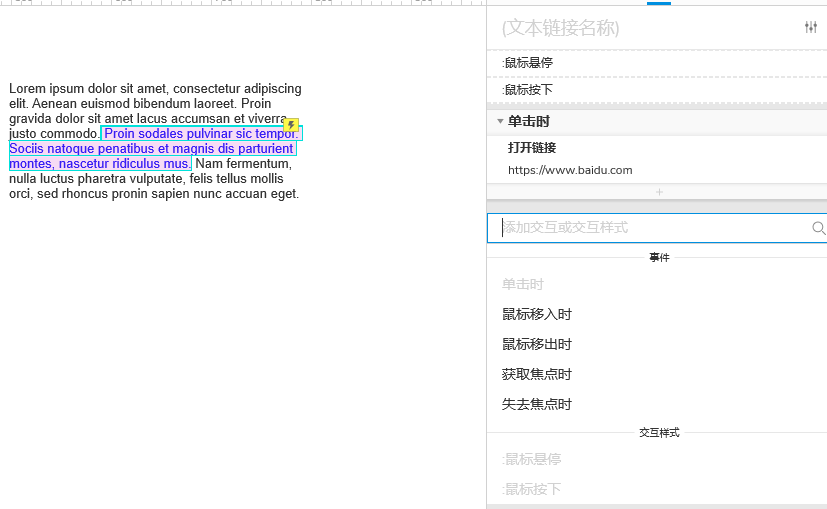 (文本链接名称)
:鼠标悬停
:鼠标按下
单击时
打开链接
https://www.baidu.com
添加交互或交互样式
事件
单击时
鼠标移入时
鼠标移出时
获取焦点时
失去焦点时
交互样式
:鼠标悬停
:鼠标按下
Lorem ipsum dolor sit amet, consectetur adipiscing
elit. Aenean euismod bibendum laoreet. Proin
gravida dolor sit amet lacus accumsan et viverra
justo commodo. Proin sodales pulvinar sic tempor.
Sociis natoque penatibus et magnis dis parturient
montes, nascetur ridiculus mus. Nam fermentum,
nulla luctus pharetra vulputate, felis tellus mollis
orci, sed rhoncus pronin sapien nunc accuan eget.